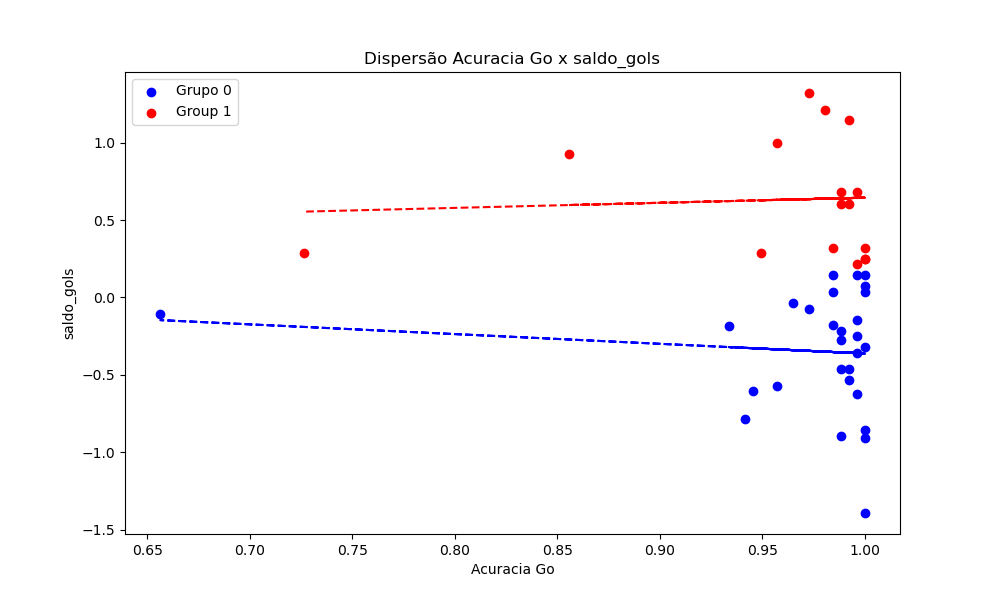 Dispersão Acuracia Go x saldo_gols
Grupo 0
Group 1
saldo_gols
1.0
0.5
0.0
−0.5
−1.0
−1.5
0.65 0.70 0.75 0.80 0.85 0.90 0.95 1.00
Acuracia Go